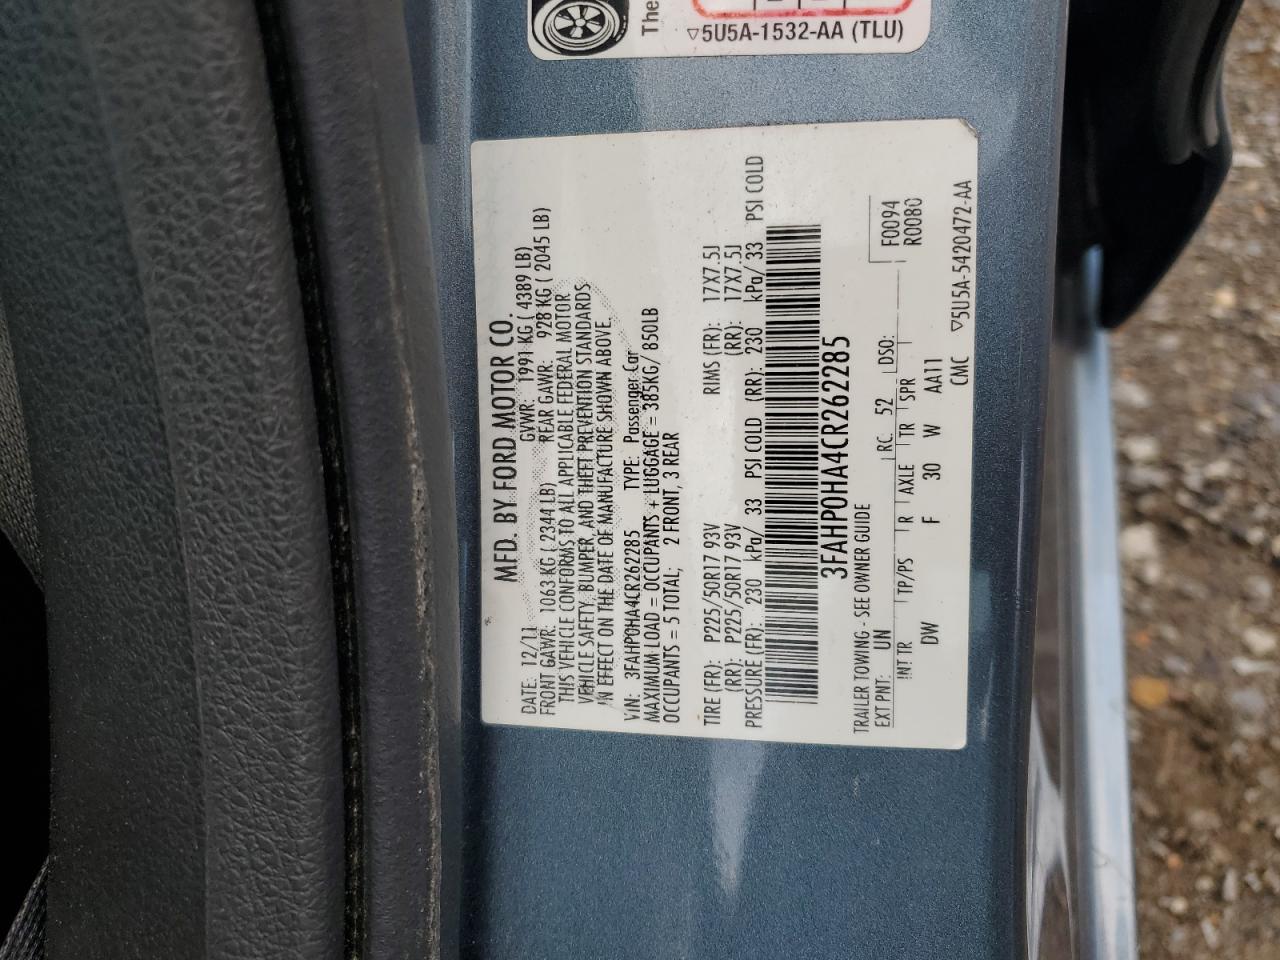 MFD. BY FORD MOTOR CO.
DATE: 12/11 GVWR: 1991 KG ( 4389 LB)
FRONT GAWR: 1063 KG ( 2344 LB) REAR GAWR: 928 KG ( 2045 LB)
THIS VEHICLE CONFORMS TO ALL APPLICABLE FEDERAL MOTOR
VEHICLE SAFETY, BUMPER, AND THEFT PREVENTION STANDARDS
IN EFFECT ON THE DATE OF MANUFACTURE SHOWN ABOVE.
VIN: 3FAHP0HA4CR262285 TYPE: Passenger Car
MAXIMUM LOAD = OCCUPANTS + LUGGAGE = 385KG/ 850LB
OCCUPANTS = 5 TOTAL; 2 FRONT, 3 REAR
TIRE (FR): P225/50R17 93V RIMS (FR): 17X7.5J
(RR): P225/50R17 93V (RR): 17X7.5J
PRESSURE (FR): 230 kPa/ 33 PSI COLD (RR): 230 kPa/ 33 PSI COLD
3FAHP0HA4CR262285
TRAILER TOWING - SEE OWNER GUIDE
EXT PNT: UN RC: 52 DSO: F0094
R0080
INT TR TP/PS R AXLE TR SPR
DW F 30 W AA11
CMC ▽5U5A-5420472-AA
The
▽5U5A-1532-AA (TLU)